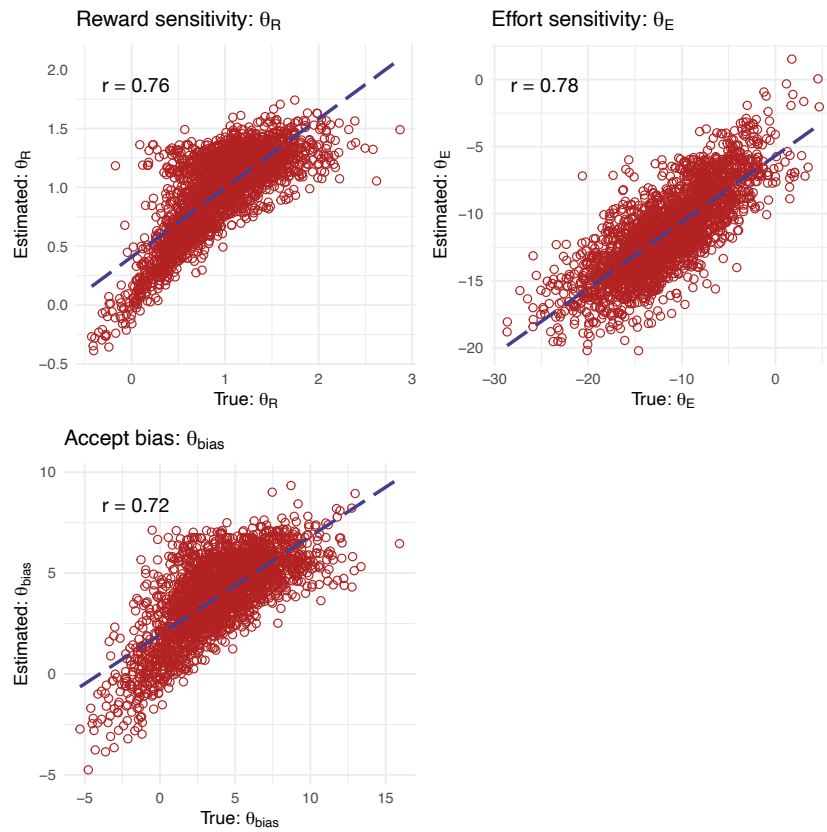 Reward sensitivity: θR
r = 0.76
2.0
1.5
1.0
0.5
0.0
−0.5
Estimated: θR
0
1
2
3
True: θR
Effort sensitivity: θE
r = 0.78
0
−5
−10
−15
−20
Estimated: θE
−30
−20
−10
0
True: θE
Accept bias: θbias
r = 0.72
10
5
0
−5
Estimated: θbias
−5
0
5
10
15
True: θbias